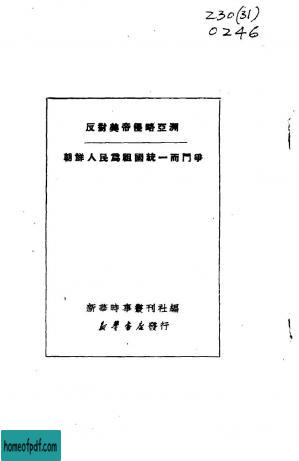 230(31)
0246
反對美帝侵略亞洲
朝鮮人民爲祖國統一而鬥爭
新華時事叢刊社編
新華書店發行
homeofpdf.com